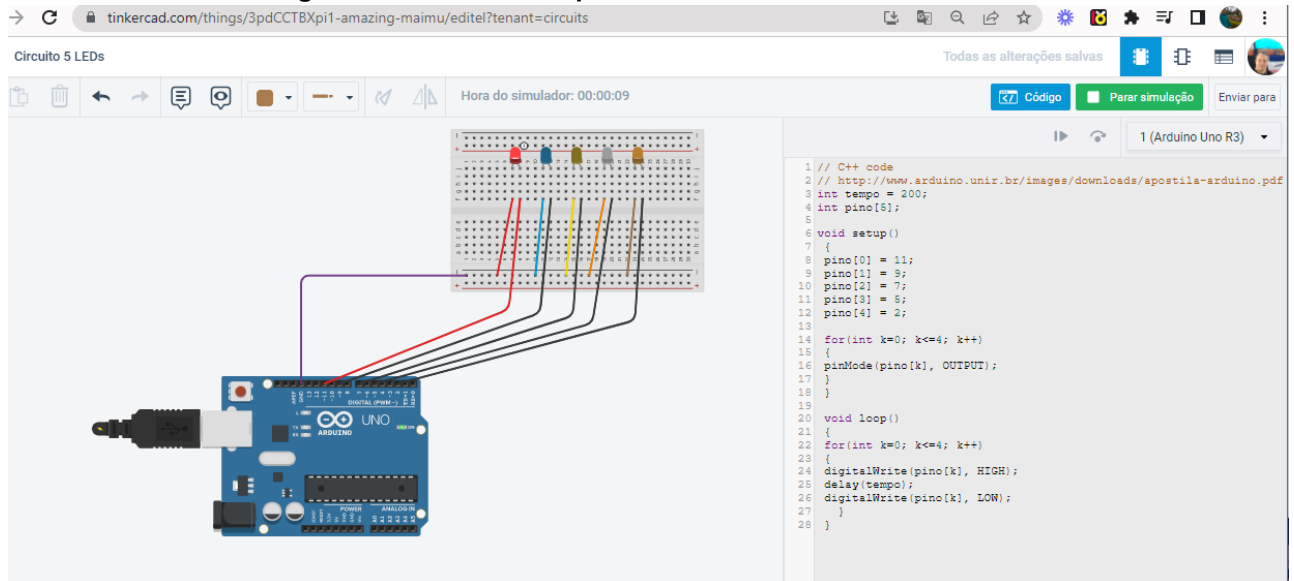 tinkercad.com/things/3pdCCTBXpi1-amazing-maimu/editel?tenant=circuits
Circuito 5 LEDs
Todas as alterações salvas
Hora do simulador: 00:00:09
Código
Parar simulação
Enviar para
1 (Arduino Uno R3)
1 // C++ code
2 // http://www.arduino.unir.br/images/downloads/apostila-arduino.pdf
3 int tempo = 200;
4 int pino[5];
5
6 void setup()
7 {
8 pino[0] = 11;
9 pino[1] = 9;
10 pino[2] = 7;
11 pino[3] = 5;
12 pino[4] = 2;
13
14 for(int k=0; k<=4; k++)
15 {
16 pinMode(pino[k], OUTPUT);
17 }
18 }
19
20 void loop()
21 {
22 for(int k=0; k<=4; k++)
23 {
24 digitalWrite(pino[k], HIGH);
25 delay(tempo);
26 digitalWrite(pino[k], LOW);
27 }
28 }
DIGITAL (PWM~)
UNO
ARDUINO
ON
POWER
ANALOG IN